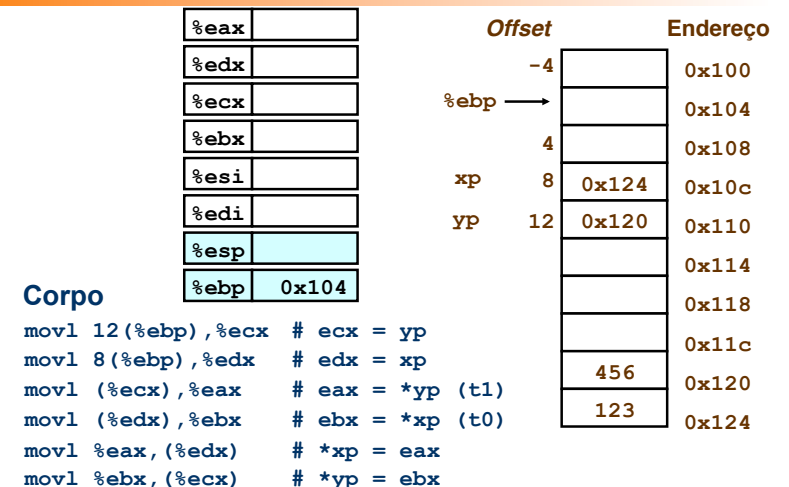 %eax
%edx
%ecx
%ebx
%esi
%edi
%esp
%ebp 0x104
Offset Endereço
-4 0x100
%ebp 0x104
4 0x108
xp 8 0x124 0x10c
yp 12 0x120 0x110
0x114
0x118
0x11c
456 0x120
123 0x124
Corpo
movl 12(%ebp),%ecx # ecx = yp
movl 8(%ebp),%edx # edx = xp
movl (%ecx),%eax # eax = *yp (t1)
movl (%edx),%ebx # ebx = *xp (t0)
movl %eax,(%edx) # *xp = eax
movl %ebx,(%ecx) # *yp = ebx